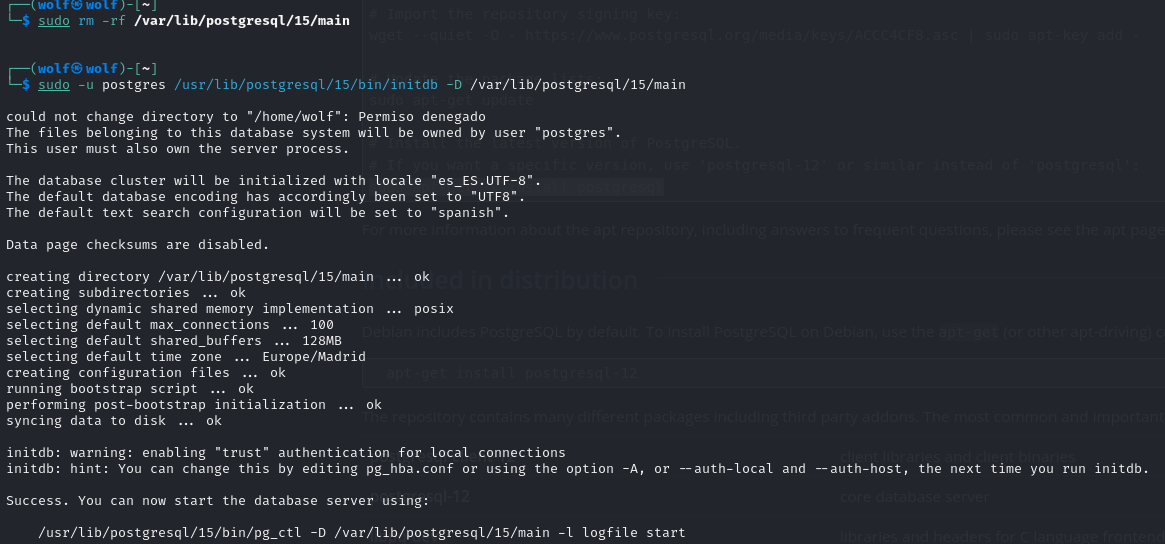 ┌──(wolf㉿wolf)-[~]
└─$ sudo rm -rf /var/lib/postgresql/15/main
┌──(wolf㉿wolf)-[~]
└─$ sudo -u postgres /usr/lib/postgresql/15/bin/initdb -D /var/lib/postgresql/15/main
could not change directory to "/home/wolf": Permiso denegado
The files belonging to this database system will be owned by user "postgres".
This user must also own the server process.
The database cluster will be initialized with locale "es_ES.UTF-8".
The default database encoding has accordingly been set to "UTF8".
The default text search configuration will be set to "spanish".
Data page checksums are disabled.
creating directory /var/lib/postgresql/15/main ... ok
creating subdirectories ... ok
selecting dynamic shared memory implementation ... posix
selecting default max_connections ... 100
selecting default shared_buffers ... 128MB
selecting default time zone ... Europe/Madrid
creating configuration files ... ok
running bootstrap script ... ok
performing post-bootstrap initialization ... ok
syncing data to disk ... ok
initdb: warning: enabling "trust" authentication for local connections
initdb: hint: You can change this by editing pg_hba.conf or using the option -A, or --auth-local and --auth-host, the next time you run initdb.
Success. You can now start the database server using:
/usr/lib/postgresql/15/bin/pg_ctl -D /var/lib/postgresql/15/main -l logfile start
# Import the repository signing key:
wget --quiet -O - https://www.postgresql.org/media/keys/ACCC4CF8.asc | sudo apt-key add -
sudo apt-get update
# Install the latest version of PostgreSQL.
# If you want a specific version, use 'postgresql-12' or similar instead of 'postgresql':
postgresql
For more information about the apt repository, including answers to frequent questions, please see the apt page
Included in distribution
Debian includes PostgreSQL by default. To install PostgreSQL on Debian, use the apt-get (or other apt-driving)
apt-get install postgresql-12
The repository contains many different packages including third party addons. The most common and important
client libraries and client binaries
postgresql-12
core database server
libraries and headers for C language frontend